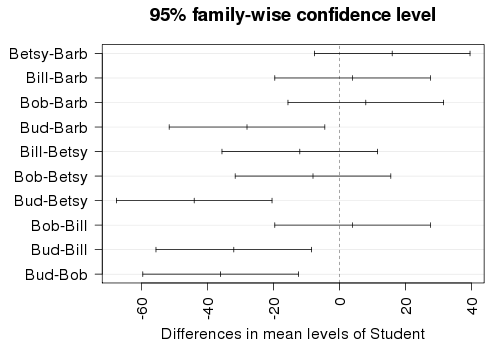 95% family-wise confidence level
Betsy-Barb
Bill-Barb
Bob-Barb
Bud-Barb
Bill-Betsy
Bob-Betsy
Bud-Betsy
Bob-Bill
Bud-Bill
Bud-Bob
-60 -40 -20 0 20 40
Differences in mean levels of Student